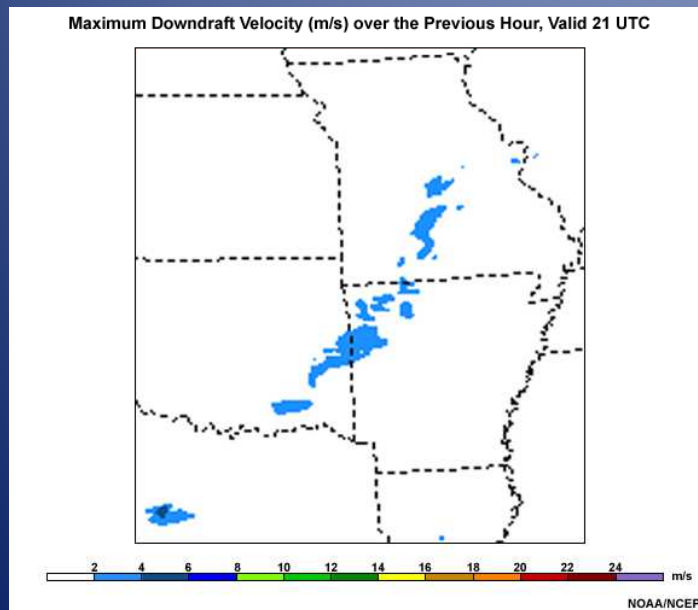 Maximum Downdraft Velocity (m/s) over the Previous Hour, Valid 21 UTC
2 4 6 8 10 12 14 16 18 20 22 24 m/s
NOAA/NCEP